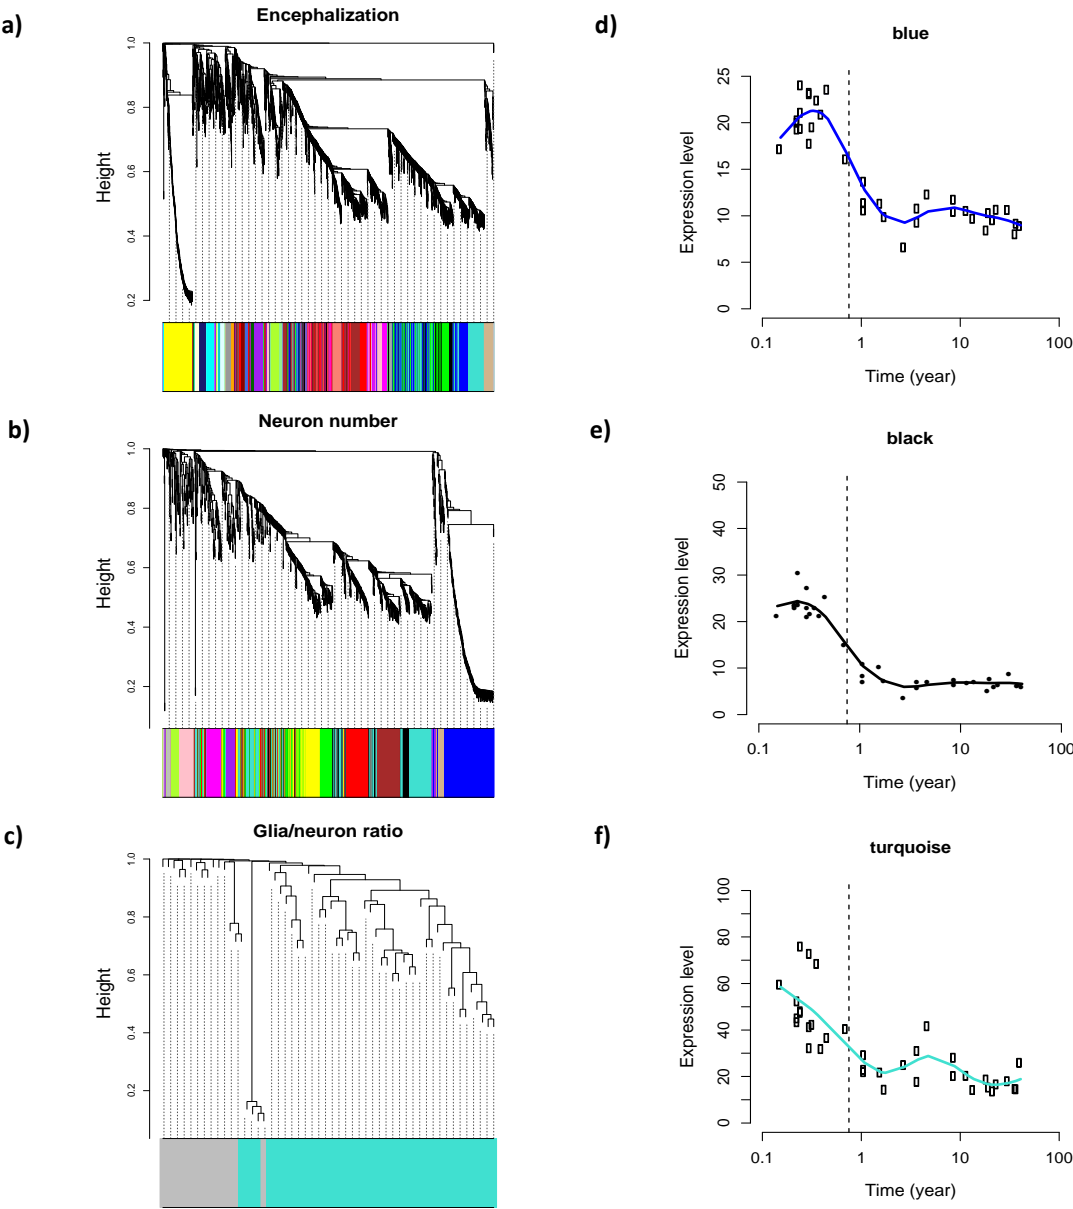 a)
Encephalization
Height
1.0
0.8
0.6
0.4
0.2
b)
Neuron number
Height
1.0
0.8
0.6
0.4
0.2
c)
Glia/neuron ratio
Height
1.0
0.8
0.6
0.4
0.2
d)
blue
Expression level
25
20
15
10
5
0
0.1 1 10 100
Time (year)
e)
black
Expression level
50
40
30
20
10
0
0.1 1 10 100
Time (year)
f)
turquoise
Expression level
100
80
60
40
20
0
0.1 1 10 100
Time (year)